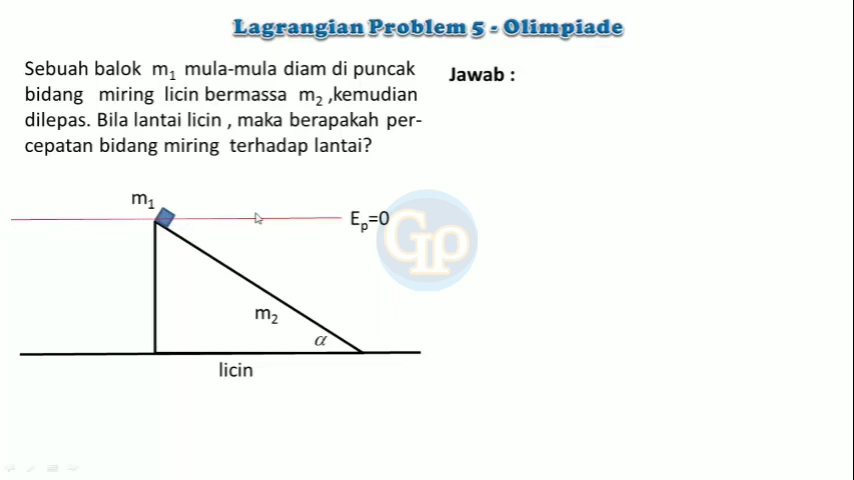 Lagrangian Problem 5 - Olimpiade
Sebuah balok m₁ mula-mula diam di puncak
bidang miring licin bermassa m₂ ,kemudian
dilepas. Bila lantai licin , maka berapakah per-
cepatan bidang miring terhadap lantai?
Jawab :
m₁
Eₚ=0
GIP
m₂
α
licin